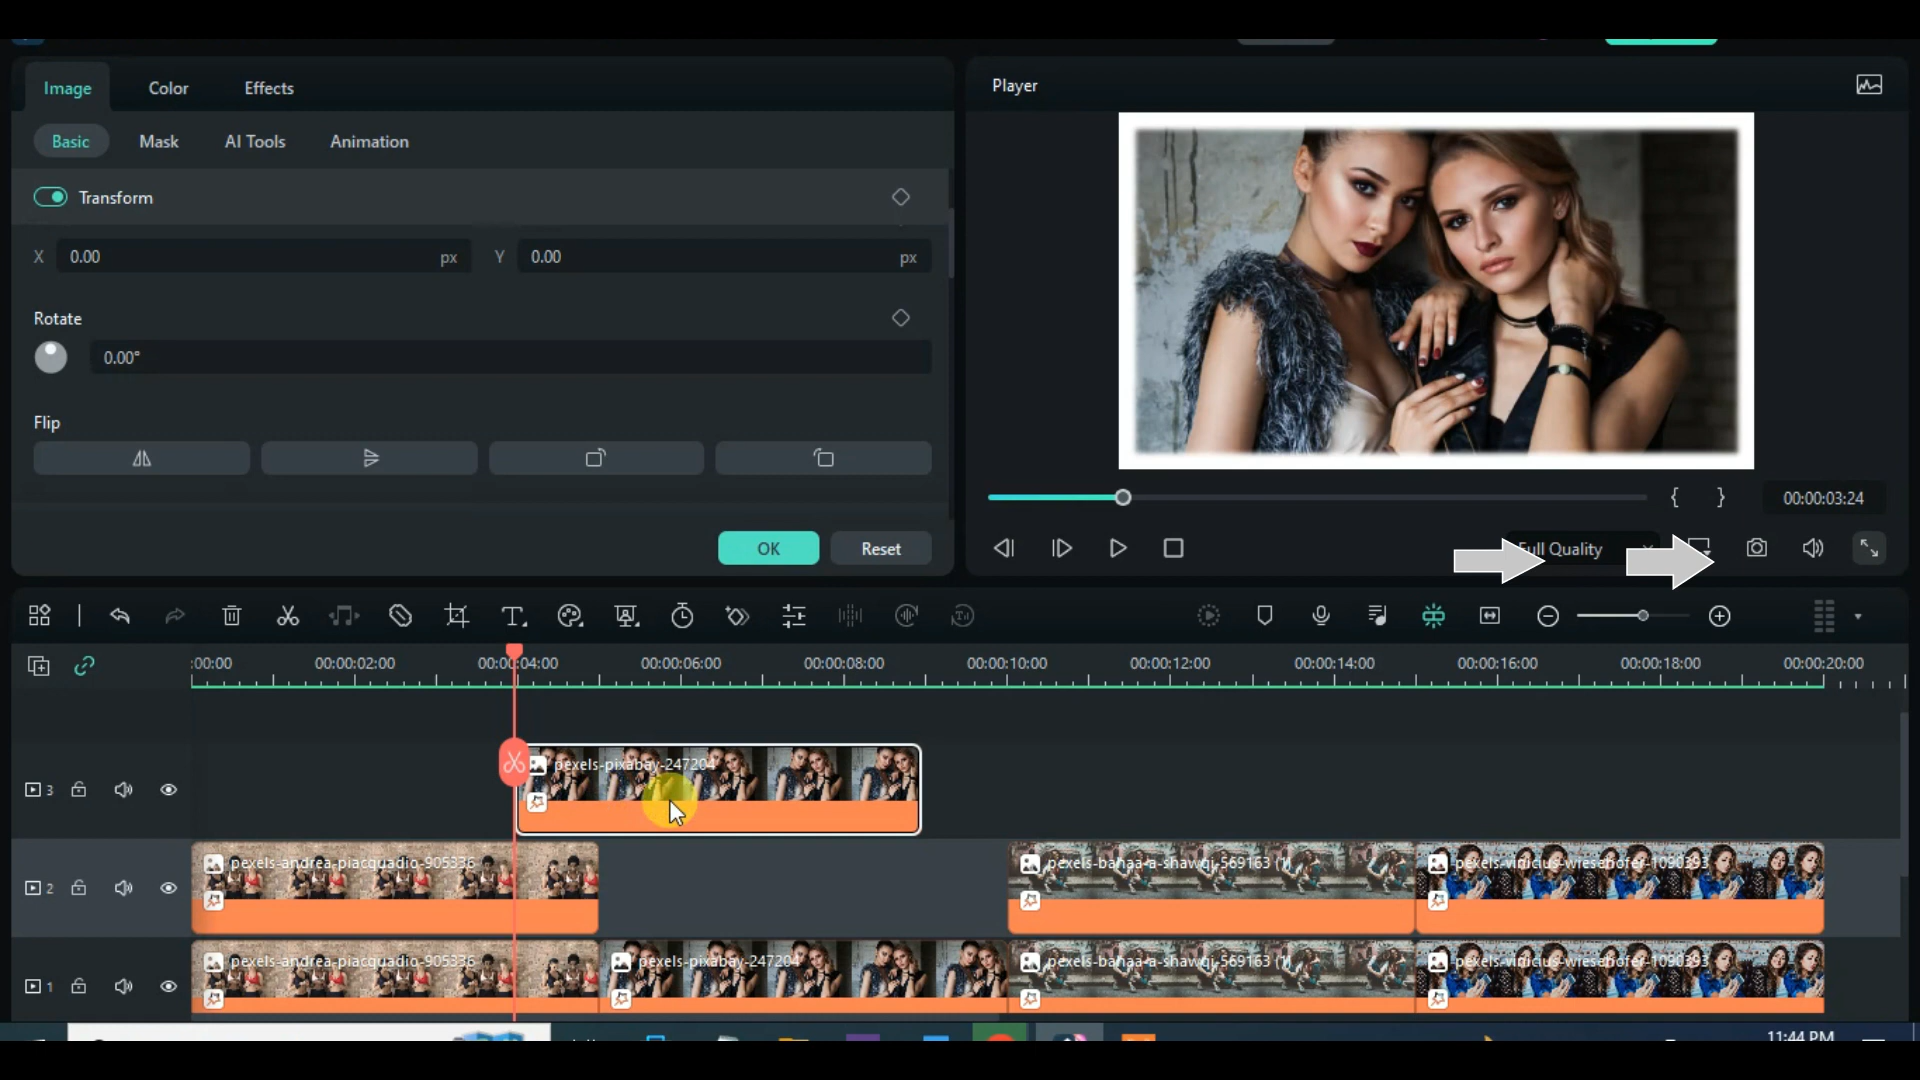 Image Color Effects
Player
Basic Mask AI Tools Animation
Transform
X 0.00 px Y 0.00 px
Rotate
0.00°
Flip
OK Reset
{ } 00:00:03:24
Full Quality
:00:00 00:00:02:00 00:00:04:00 00:00:06:00 00:00:08:00 00:00:10:00 00:00:12:00 00:00:14:00 00:00:16:00 00:00:18:00 00:00:20:00
pexels-pixabay-247204
3
pexels-andrea-piacquadio-905336 pexels-bahaa-a-shawqi-569163 (1) pexels-vinicius-wiesehofer-1090393
2
pexels-andrea-piacquadio-905336 pexels-pixabay-247204 pexels-bahaa-a-shawqi-569163 (1) pexels-vinicius-wiesehofer-1090393
1
11:44 PM